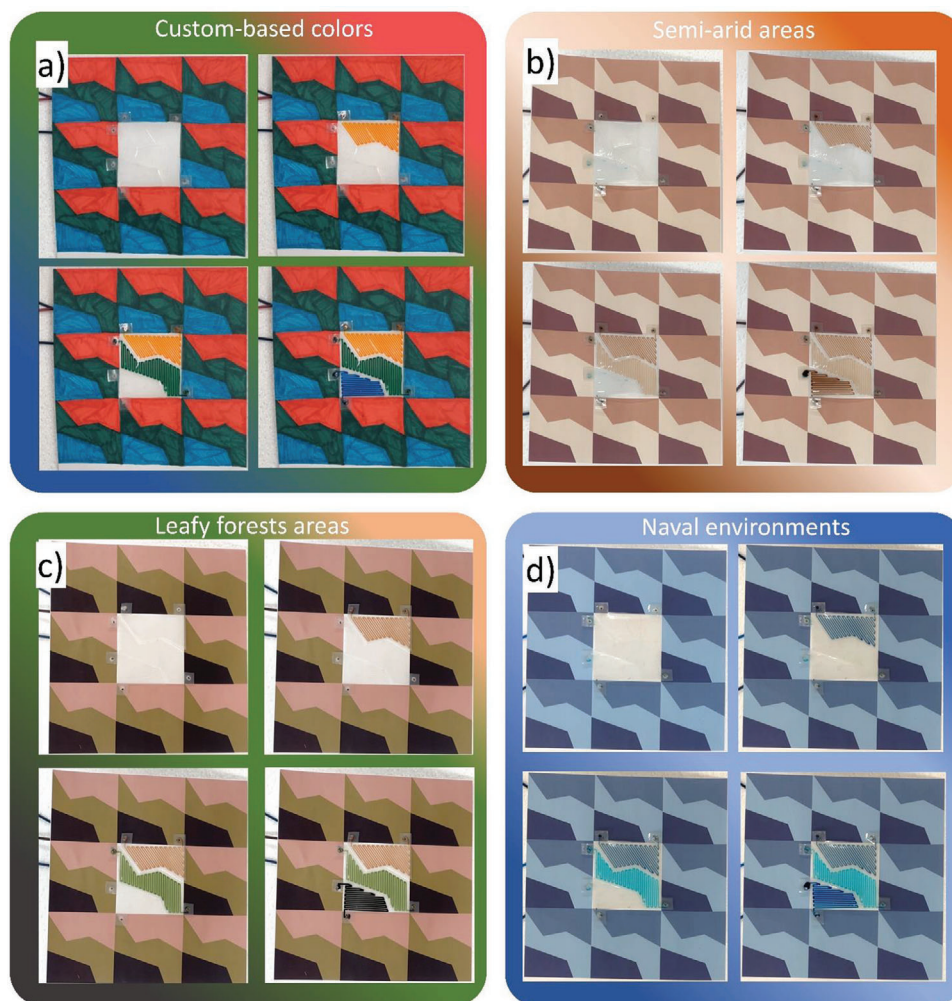 Custom-based colors
a)
Semi-arid areas
b)
Leafy forests areas
c)
Naval environments
d)